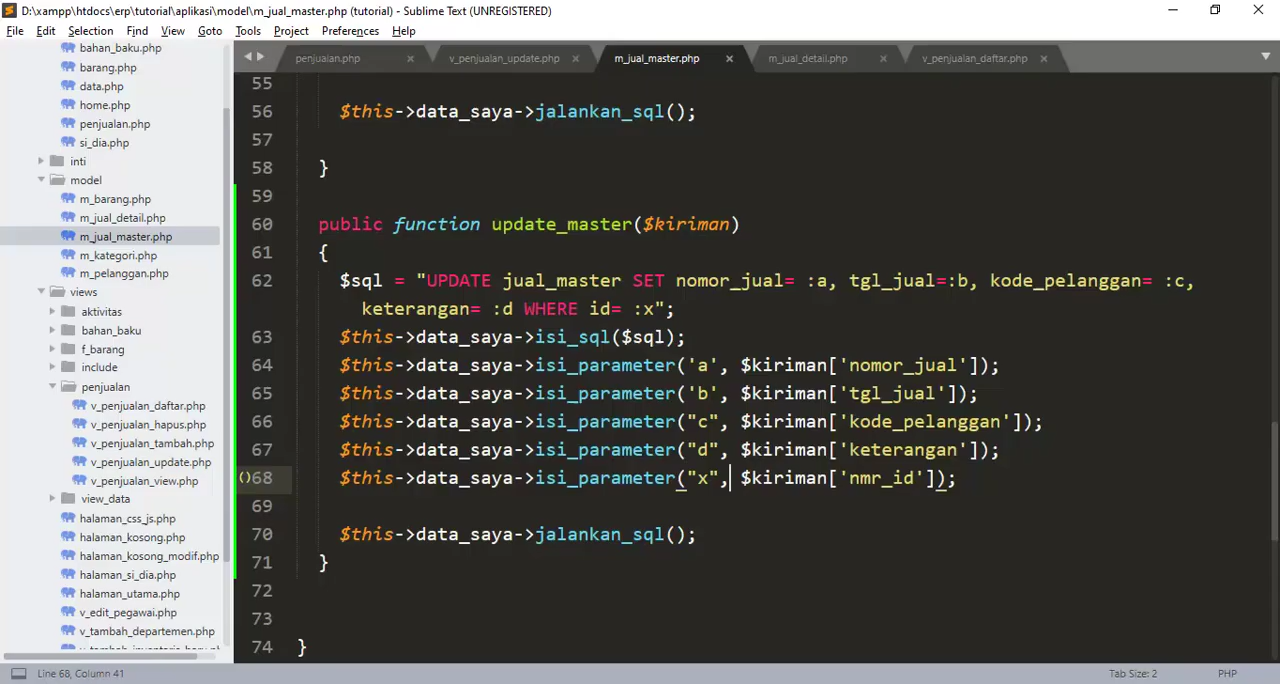 D:\xampp\htdocs\erp\tutorial\aplikasi\model\m_jual_master.php (tutorial) - Sublime Text (UNREGISTERED)
File Edit Selection Find View Goto Tools Project Preferences Help
bahan_baku.php
barang.php
data.php
home.php
penjualan.php
si_dia.php
inti
model
m_barang.php
m_jual_detail.php
m_jual_master.php
m_kategori.php
m_pelanggan.php
views
aktivitas
bahan_baku
f_barang
include
penjualan
v_penjualan_daftar.php
v_penjualan_hapus.php
v_penjualan_tambah.php
v_penjualan_update.php
v_penjualan_view.php
view_data
halaman_css_js.php
halaman_kosong.php
halaman_kosong_modif.php
halaman_si_dia.php
halaman_utama.php
v_edit_pegawai.php
v_tambah_departemen.php
penjualan.php v_penjualan_update.php m_jual_master.php m_jual_detail.php v_penjualan_daftar.php
55
56 $this->data_saya->jalankan_sql();
57
58 }
59
60 public function update_master($kiriman)
61 {
62 $sql = "UPDATE jual_master SET nomor_jual= :a, tgl_jual=:b, kode_pelanggan= :c,
keterangan= :d WHERE id= :x";
63 $this->data_saya->isi_sql($sql);
64 $this->data_saya->isi_parameter('a', $kiriman['nomor_jual']);
65 $this->data_saya->isi_parameter('b', $kiriman['tgl_jual']);
66 $this->data_saya->isi_parameter("c", $kiriman['kode_pelanggan']);
67 $this->data_saya->isi_parameter("d", $kiriman['keterangan']);
()68 $this->data_saya->isi_parameter("x", $kiriman['nmr_id']);
69
70 $this->data_saya->jalankan_sql();
71 }
72
73
74 }
Line 68, Column 41 Tab Size: 2 PHP